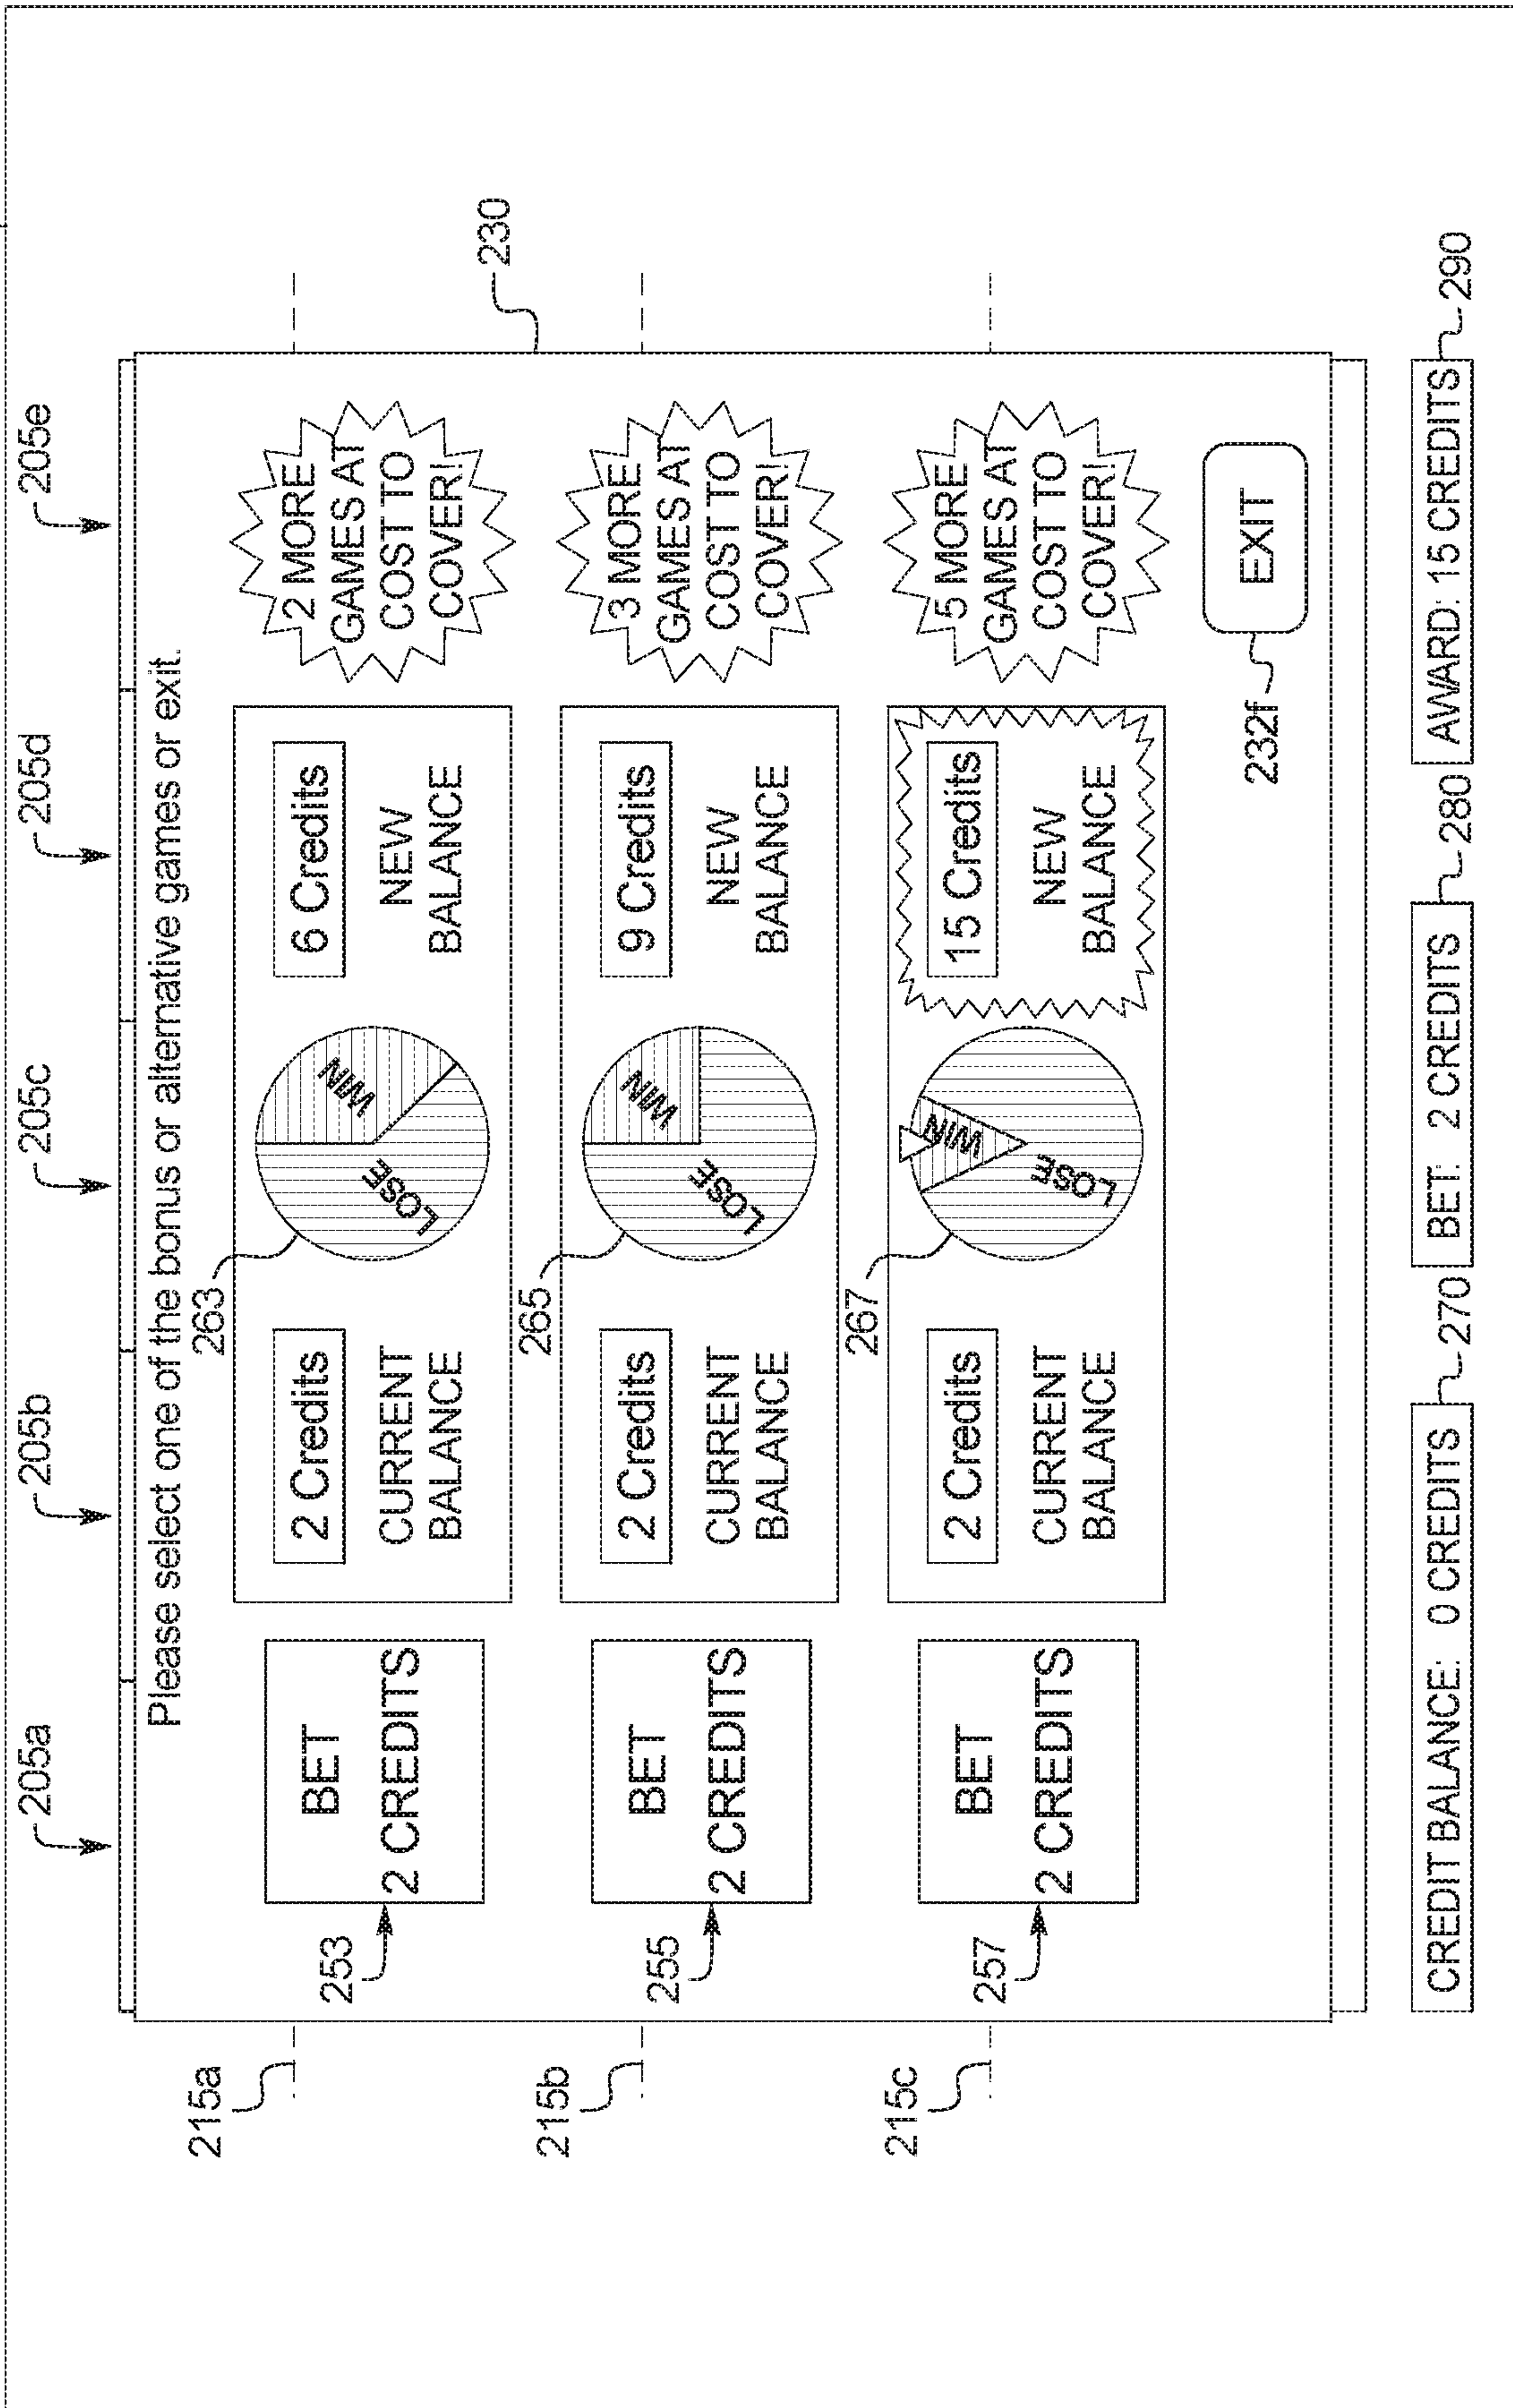 205a
205b
205c
205d
205e
Please select one of the bonus or alternative games or exit.
230
215a
253
BET
2 CREDITS
2 Credits
CURRENT
BALANCE
263
WIN
LOSE
6 Credits
NEW
BALANCE
2 MORE
GAMES AT
COST TO
COVER!
215b
255
BET
2 CREDITS
2 Credits
CURRENT
BALANCE
265
WIN
LOSE
9 Credits
NEW
BALANCE
3 MORE
GAMES AT
COST TO
COVER!
215c
257
BET
2 CREDITS
2 Credits
CURRENT
BALANCE
267
WIN
LOSE
15 Credits
NEW
BALANCE
5 MORE
GAMES AT
COST TO
COVER!
232f
EXIT
CREDIT BALANCE: 0 CREDITS
270
BET: 2 CREDITS
280
AWARD: 15 CREDITS
290